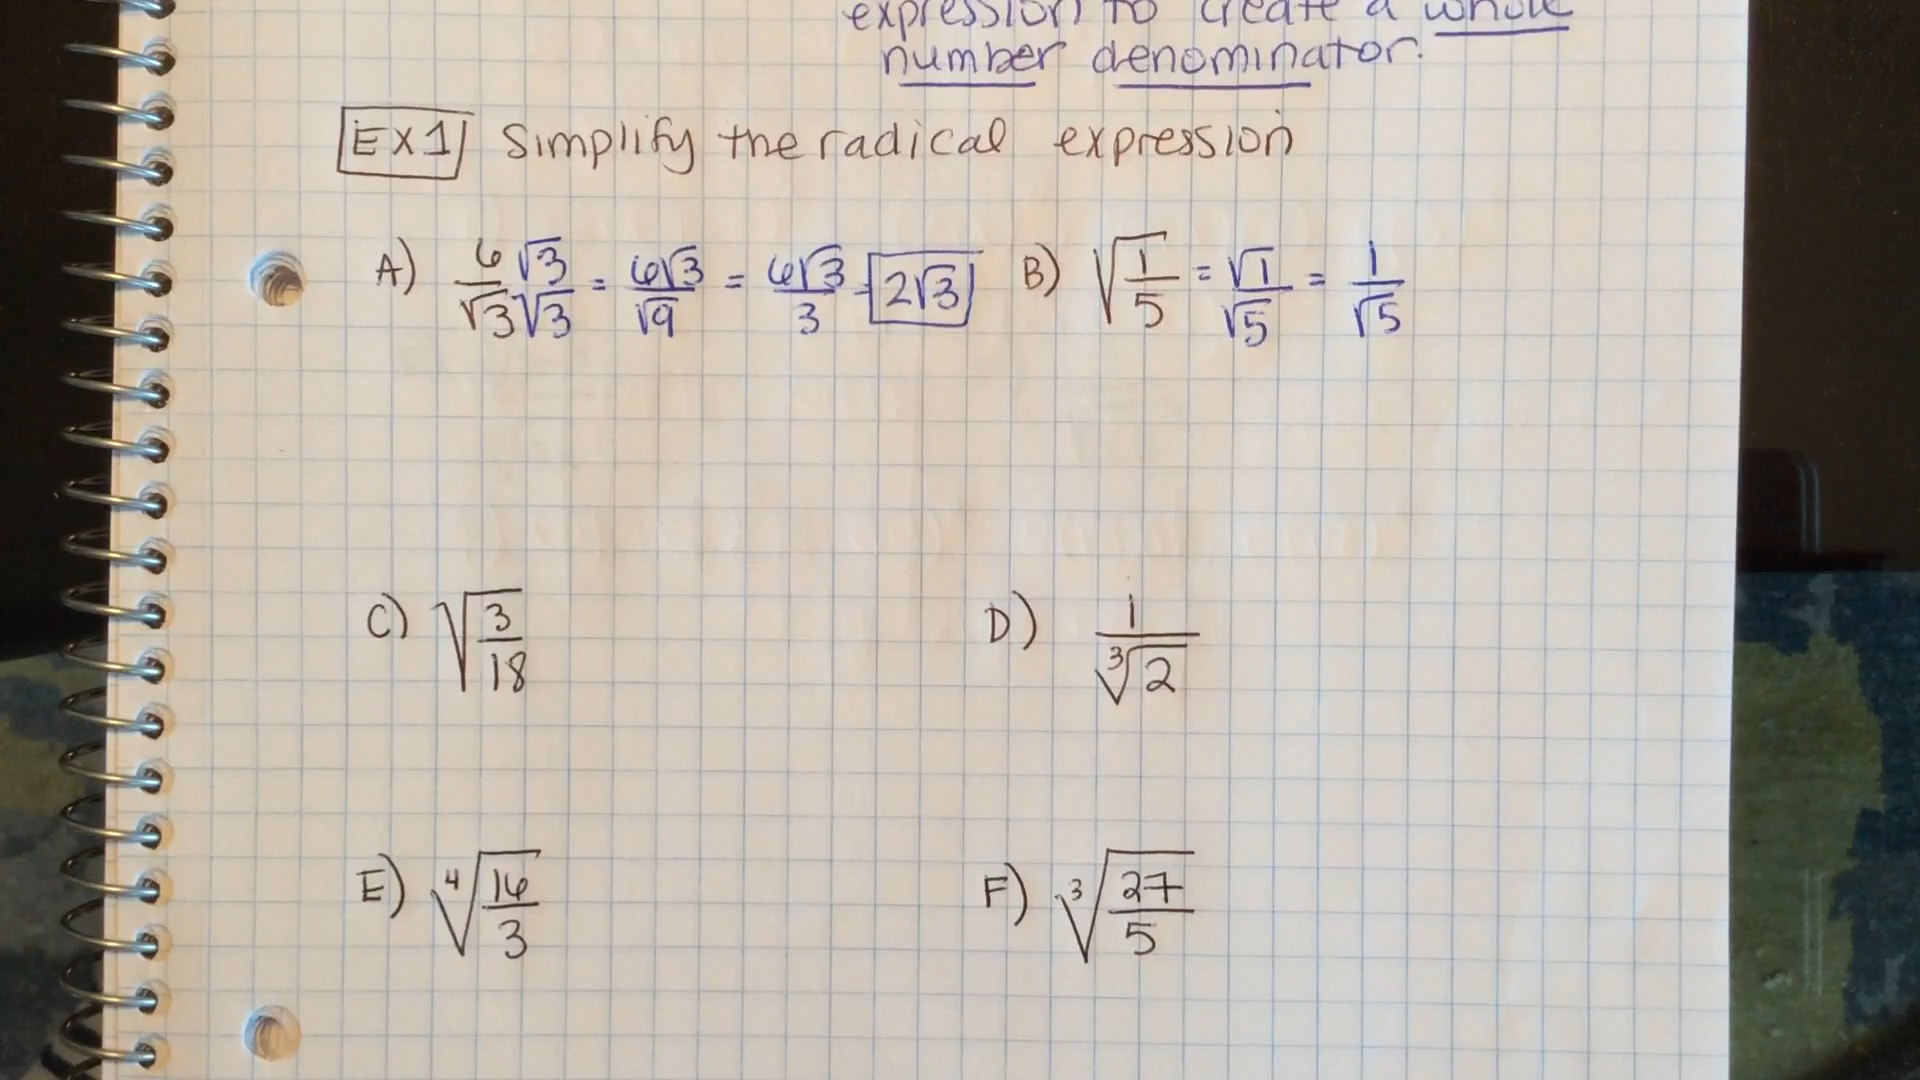 expression to create a whole
number denominator.
EX1 Simplify the radical expression
A) 6/√3 √3/√3 = 6√3/√9 = 6√3/3 = 2√3 B) √(1/5) = √1/√5 = 1/√5
C) √(3/18) D) 1/∛2
E) ∜(16/3) F) ∛(27/5)